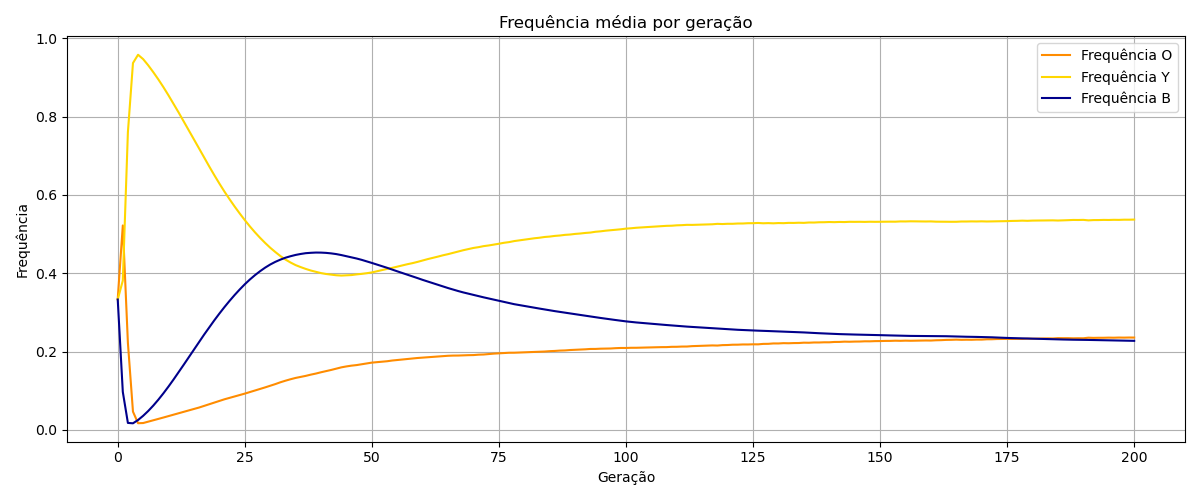 Frequência média por geração
Frequência
1.0
0.8
0.6
0.4
0.2
0.0
Frequência O
Frequência Y
Frequência B
0 25 50 75 100 125 150 175 200
Geração